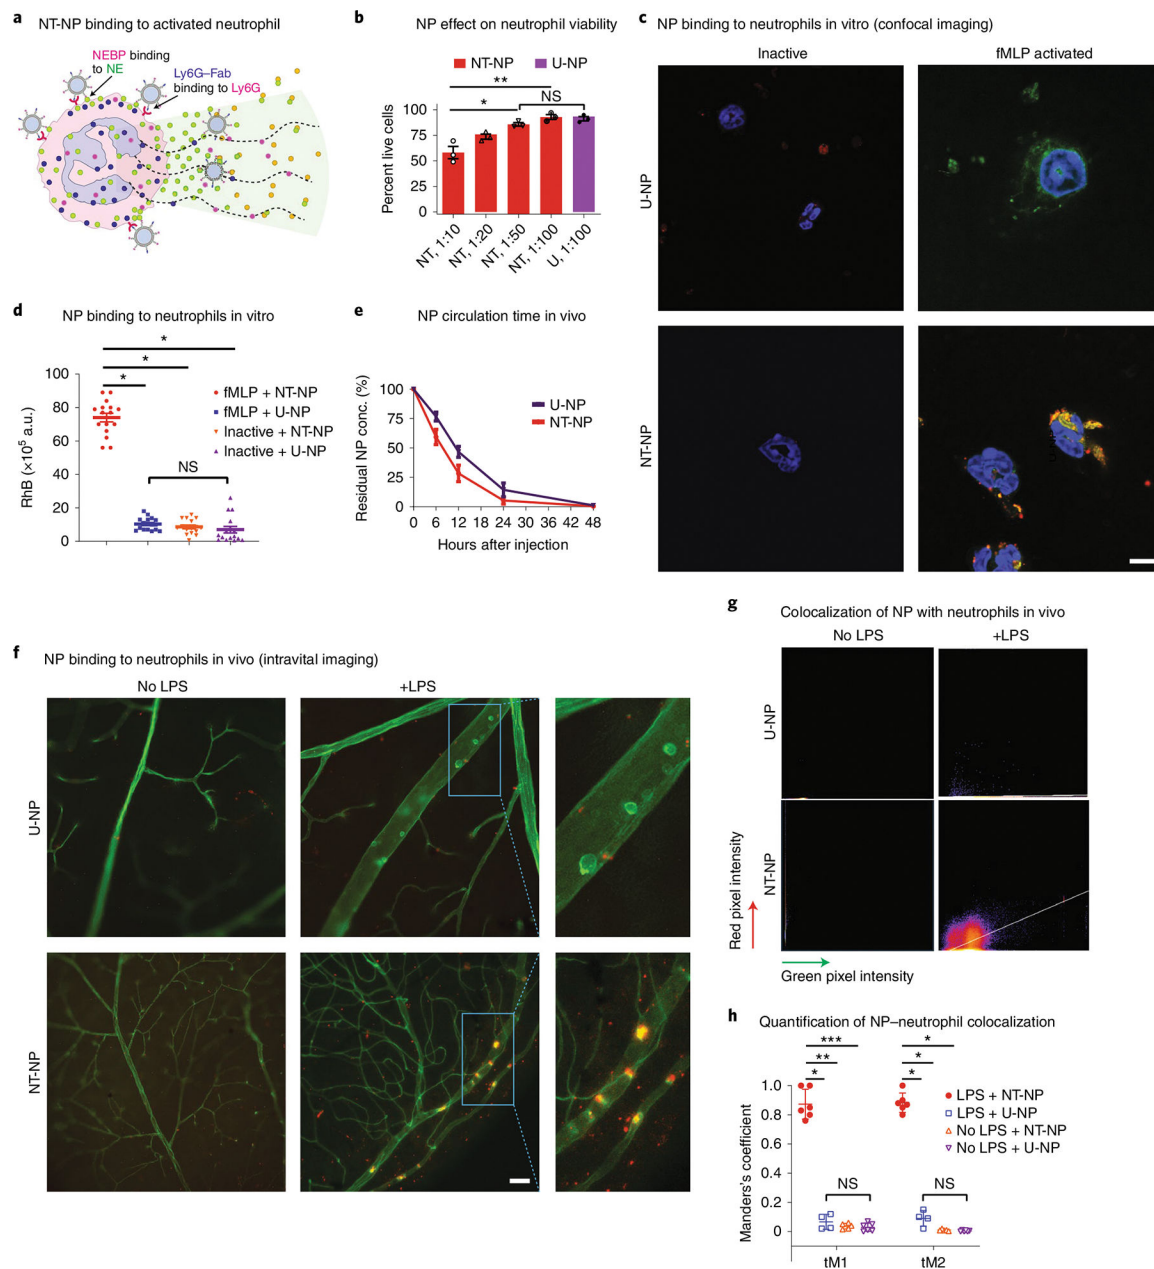 a NT-NP binding to activated neutrophil
NEBP binding
to NE
Ly6G–Fab
binding to Ly6G
b NP effect on neutrophil viability
NT-NP
U-NP
**
*
NS
Percent live cells
100
75
50
25
0
NT, 1:10
NT, 1:20
NT, 1:50
NT, 1:100
U, 1:100
c NP binding to neutrophils in vitro (confocal imaging)
Inactive
fMLP activated
U-NP
NT-NP
d NP binding to neutrophils in vitro
*
*
*
NS
RhB (×10⁵ a.u.)
100
80
60
40
20
0
fMLP + NT-NP
fMLP + U-NP
Inactive + NT-NP
Inactive + U-NP
e NP circulation time in vivo
Residual NP conc. (%)
100
75
50
25
0
U-NP
NT-NP
0 6 12 18 24 30 36 42 48
Hours after injection
f NP binding to neutrophils in vivo (intravital imaging)
No LPS
+LPS
U-NP
NT-NP
g Colocalization of NP with neutrophils in vivo
No LPS
+LPS
U-NP
NT-NP
Red pixel intensity
Green pixel intensity
h Quantification of NP–neutrophil colocalization
***
**
*
*
*
*
Manders's coefficient
1.0
0.8
0.6
0.4
0.2
0
LPS + NT-NP
LPS + U-NP
No LPS + NT-NP
No LPS + U-NP
NS
NS
tM1
tM2